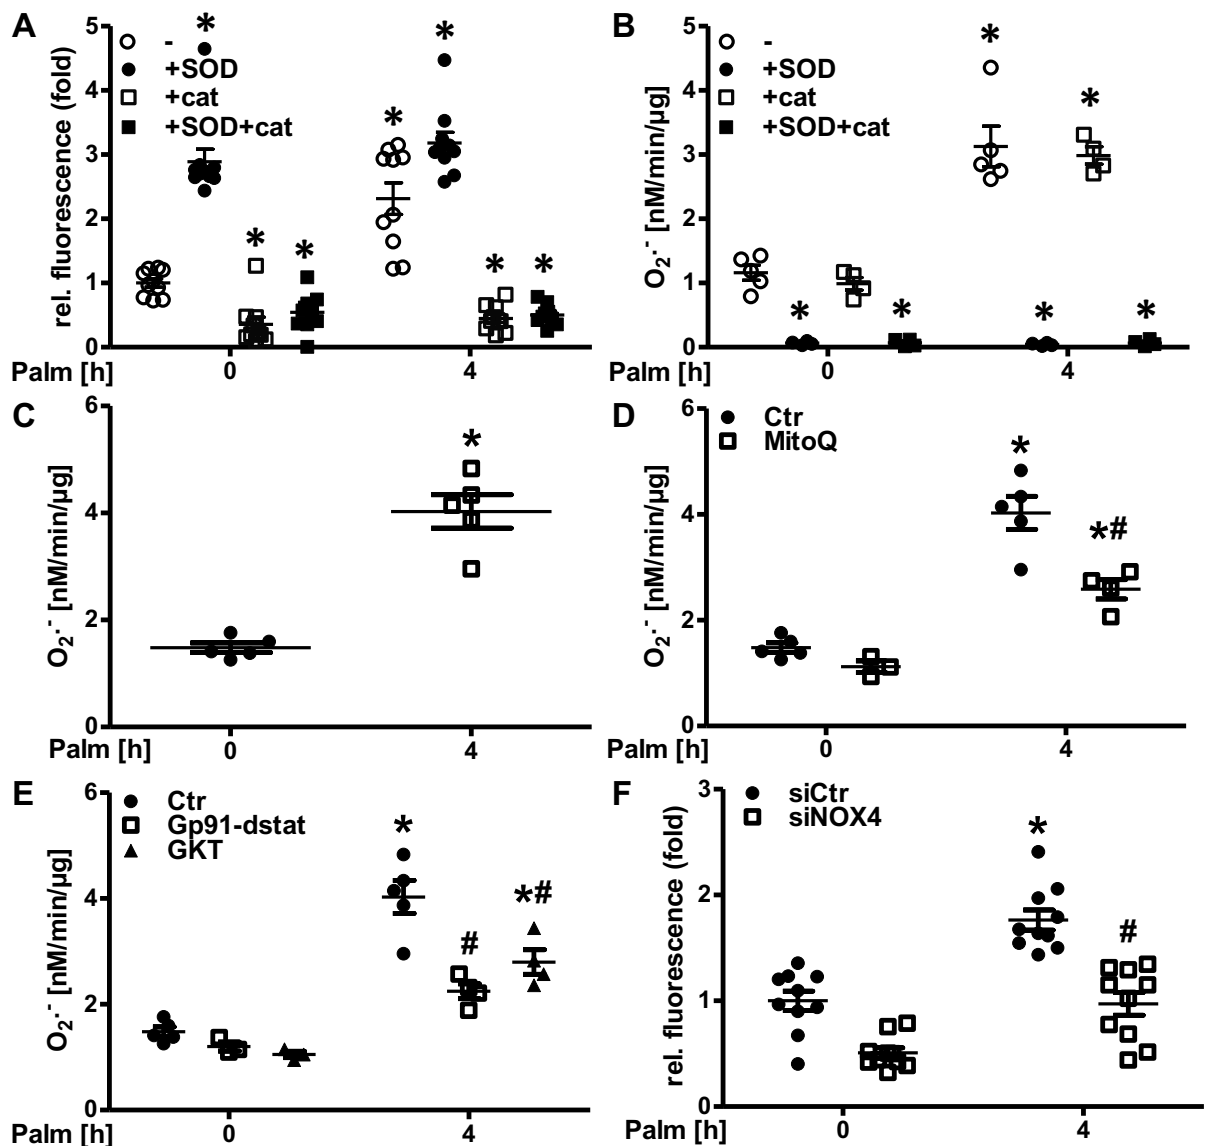 A
rel. fluorescence (fold)
5
4
3
2
1
0
-
+SOD
+cat
+SOD+cat
*
*
*
*
*
*
*
Palm [h]
0
4
B
O₂·⁻ [nM/min/µg]
5
4
3
2
1
0
-
+SOD
+cat
+SOD+cat
*
*
*
*
*
*
Palm [h]
0
4
C
O₂·⁻ [nM/min/µg]
6
4
2
0
*
Palm [h]
0
4
D
O₂·⁻ [nM/min/µg]
6
4
2
0
Ctr
MitoQ
*
*#
Palm [h]
0
4
E
O₂·⁻ [nM/min/µg]
6
4
2
0
Ctr
Gp91-dstat
GKT
*
#
*#
Palm [h]
0
4
F
rel. fluorescence (fold)
3
2
1
0
siCtr
siNOX4
*
#
Palm [h]
0
4